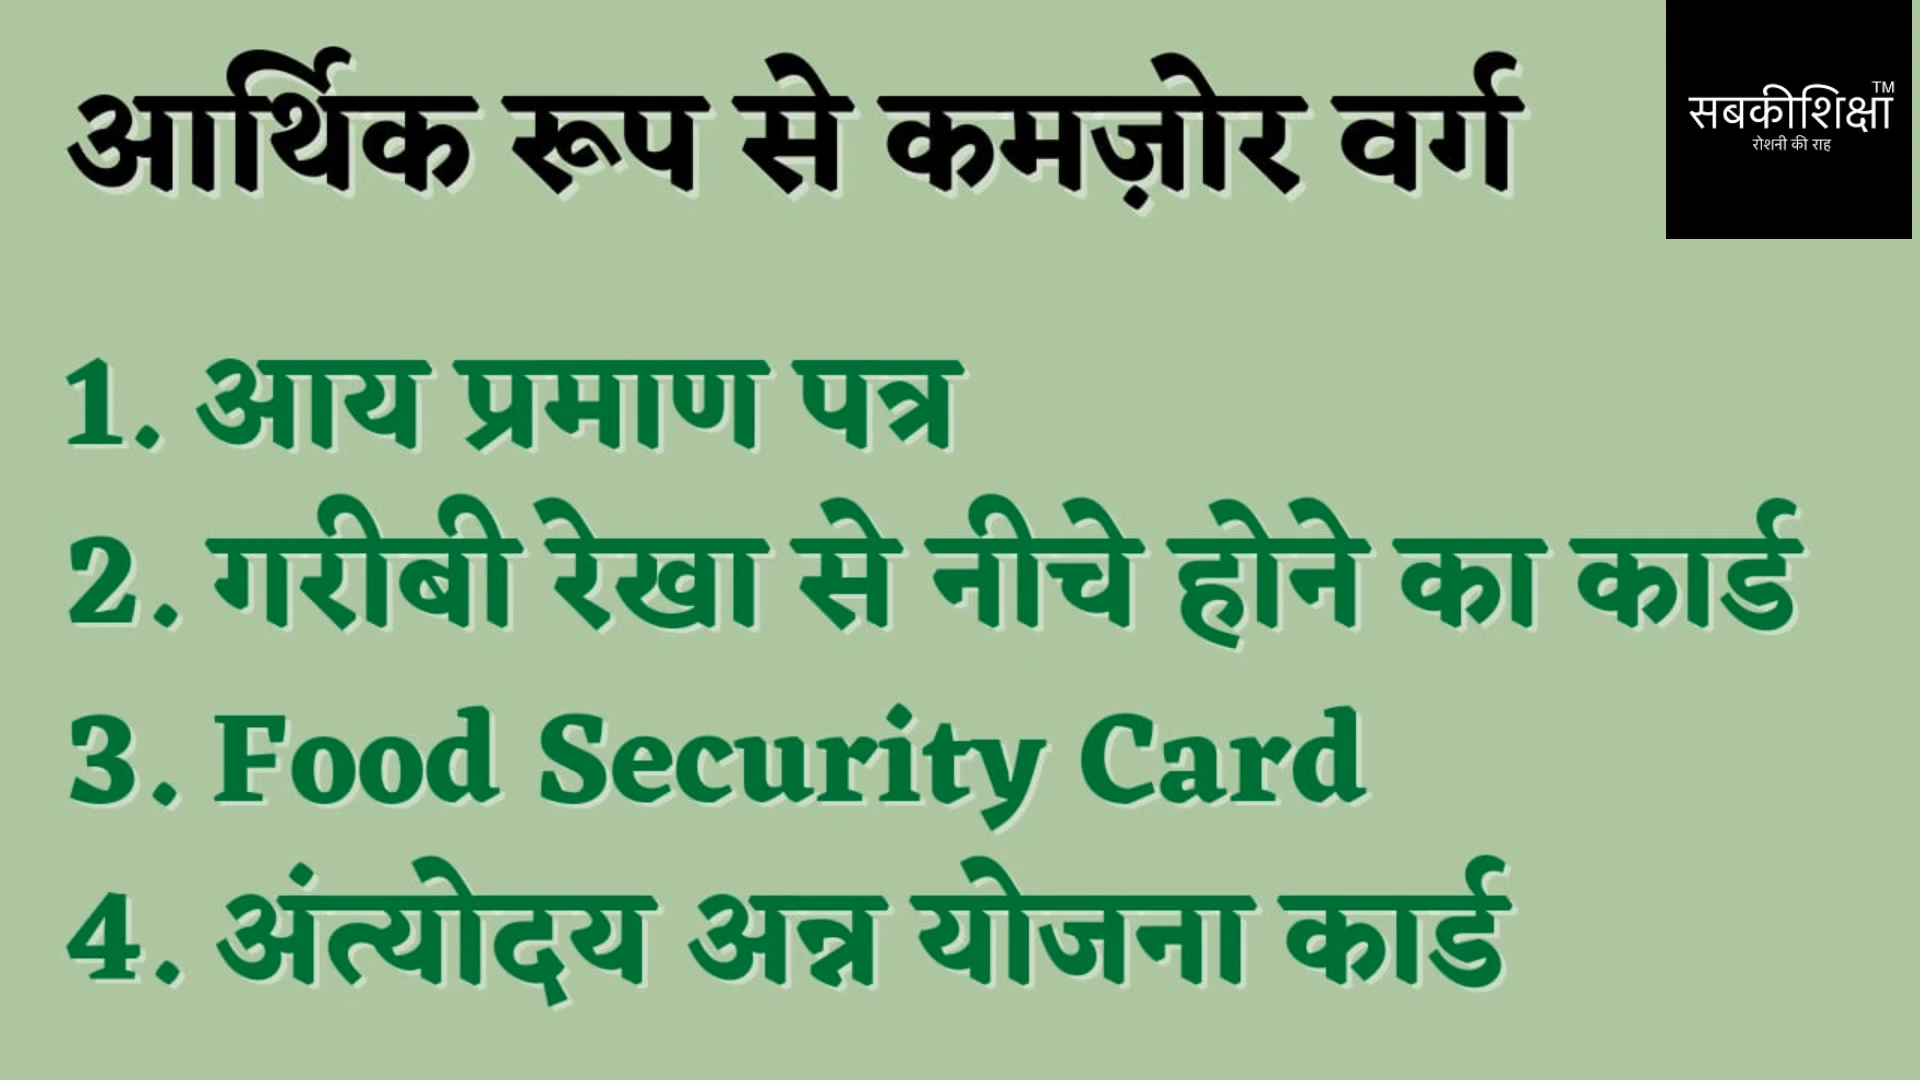 आर्थिक रूप से कमज़ोर वर्ग
सबकीशिक्षा™
रोशनी की राह
1. आय प्रमाण पत्र
2. गरीबी रेखा से नीचे होने का कार्ड
3. Food Security Card
4. अंत्योदय अन्न योजना कार्ड